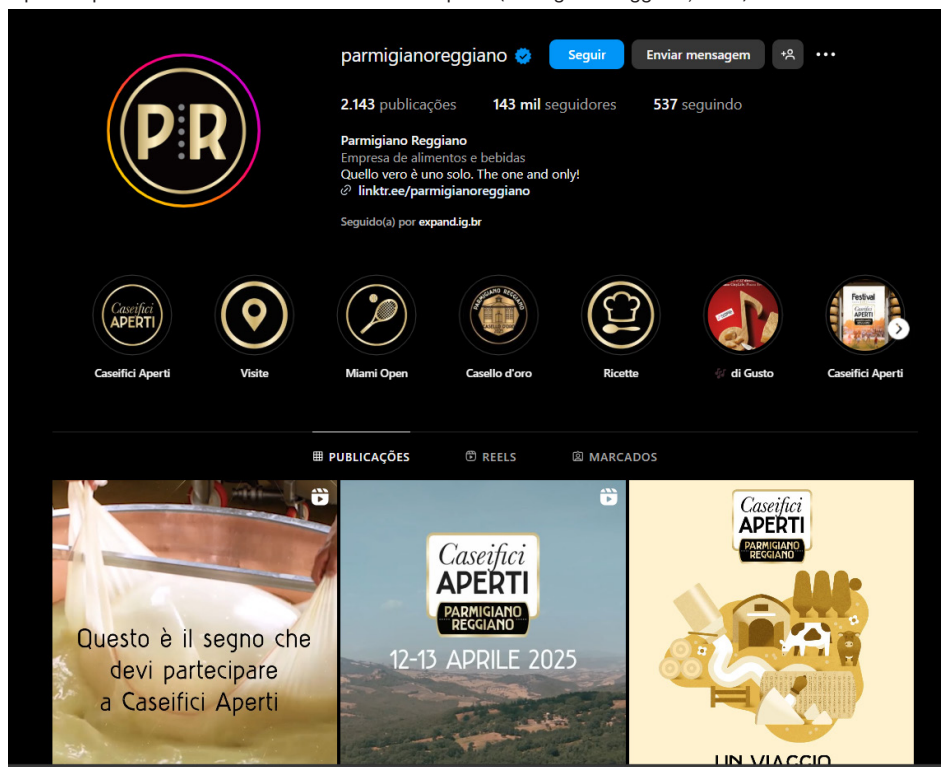 parmigianoreggiano
Seguir
Enviar mensagem
2.143 publicações
143 mil seguidores
537 seguindo
Parmigiano Reggiano
Empresa de alimentos e bebidas
Quello vero è uno solo. The one and only!
linktr.ee/parmigianoreggiano
Seguido(a) por expand.ig.br
P R
Caseifici
APERTI
PARMIGIANO REGGIANO
CASELLO D'ORO
Festival
Caseifici
APERTI
Caseifici Aperti
Visite
Miami Open
Casello d'oro
Ricette
di Gusto
Caseifici Aperti
PUBLICAÇÕES
REELS
MARCADOS
Questo è il segno che
devi partecipare
a Caseifici Aperti
Caseifici
APERTI
PARMIGIANO
REGGIANO
12-13 APRILE 2025
Caseifici
APERTI
PARMIGIANO
REGGIANO
UN VIAGGIO